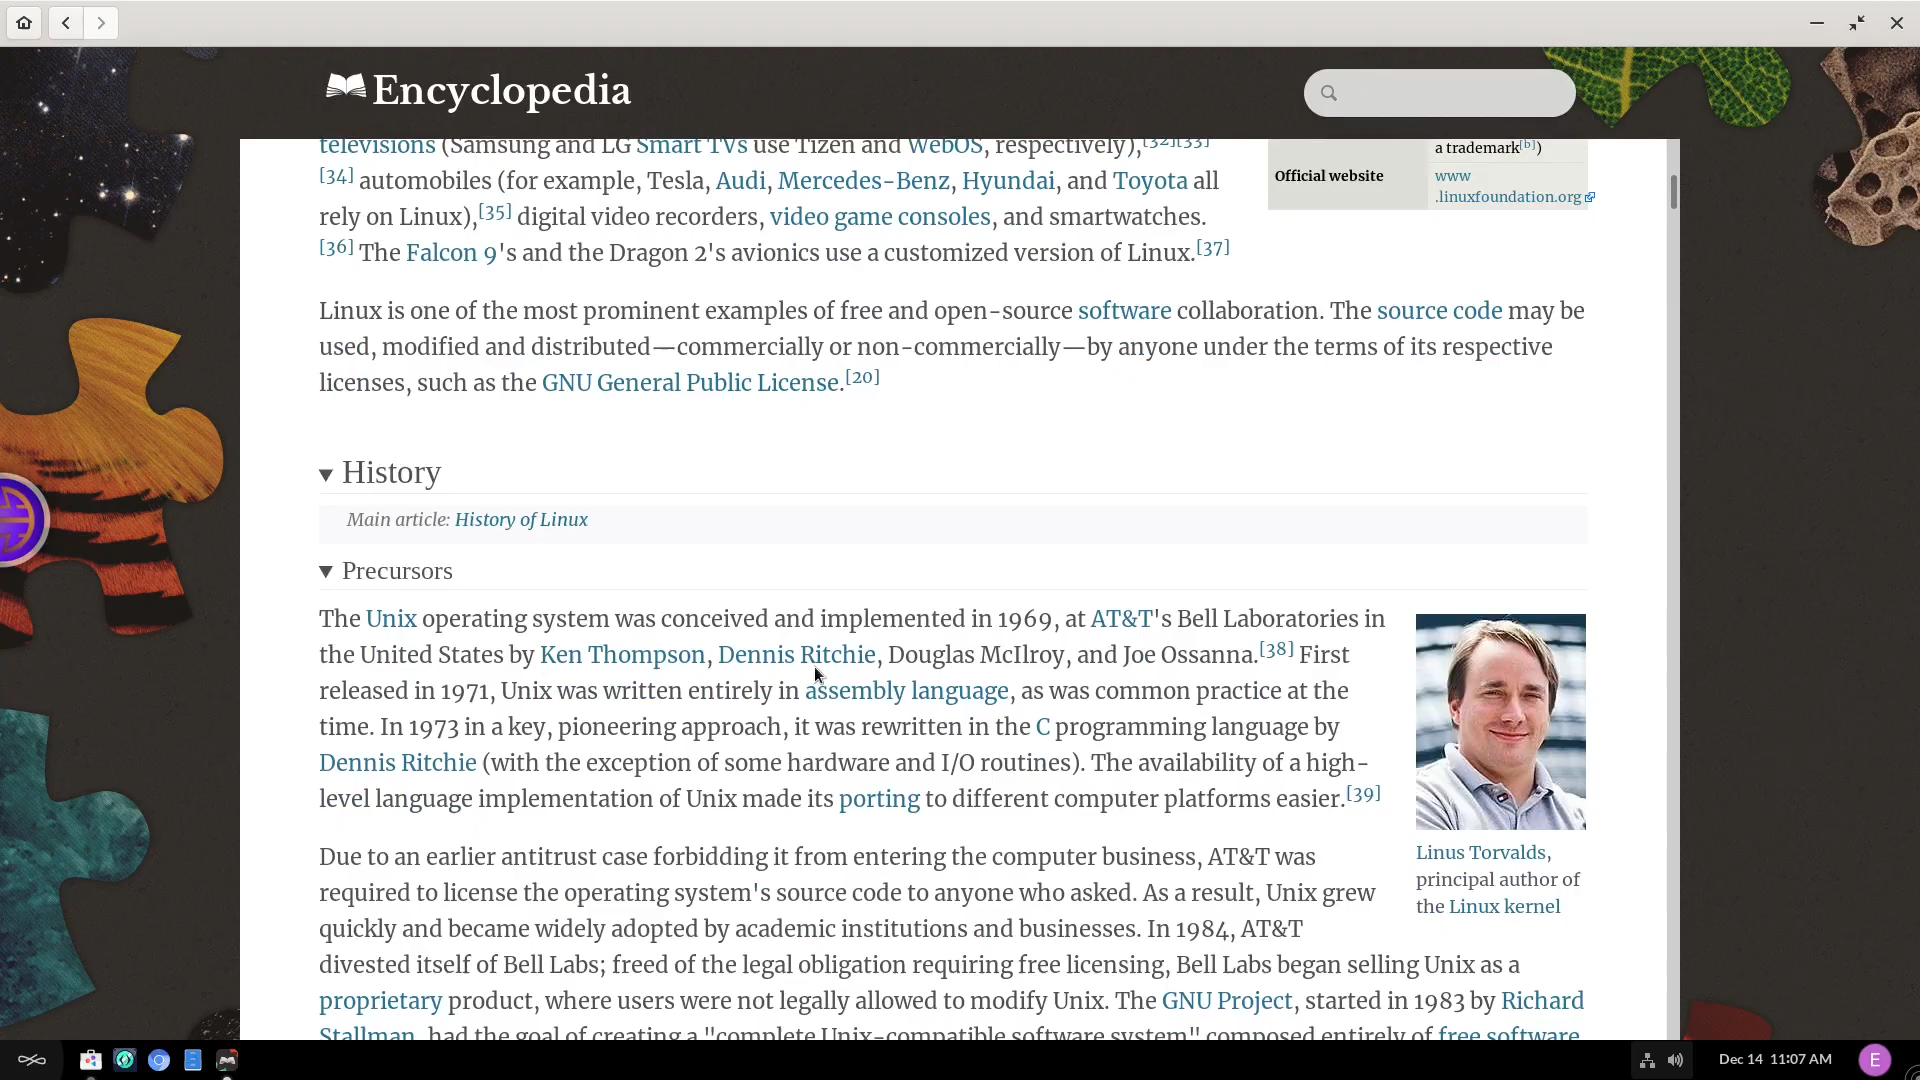 Encyclopedia
televisions (Samsung and LG Smart TVs use Tizen and WebOS, respectively),[32][33]
[34] automobiles (for example, Tesla, Audi, Mercedes-Benz, Hyundai, and Toyota all
rely on Linux),[35] digital video recorders, video game consoles, and smartwatches.
[36] The Falcon 9's and the Dragon 2's avionics use a customized version of Linux.[37]
a trademark[b])
Official website
www
.linuxfoundation.org
Linux is one of the most prominent examples of free and open-source software collaboration. The source code may be
used, modified and distributed—commercially or non-commercially—by anyone under the terms of its respective
licenses, such as the GNU General Public License.[20]
History
Main article: History of Linux
Precursors
The Unix operating system was conceived and implemented in 1969, at AT&T's Bell Laboratories in
the United States by Ken Thompson, Dennis Ritchie, Douglas McIlroy, and Joe Ossanna.[38] First
released in 1971, Unix was written entirely in assembly language, as was common practice at the
time. In 1973 in a key, pioneering approach, it was rewritten in the C programming language by
Dennis Ritchie (with the exception of some hardware and I/O routines). The availability of a high-
level language implementation of Unix made its porting to different computer platforms easier.[39]
Linus Torvalds,
principal author of
the Linux kernel
Due to an earlier antitrust case forbidding it from entering the computer business, AT&T was
required to license the operating system's source code to anyone who asked. As a result, Unix grew
quickly and became widely adopted by academic institutions and businesses. In 1984, AT&T
divested itself of Bell Labs; freed of the legal obligation requiring free licensing, Bell Labs began selling Unix as a
proprietary product, where users were not legally allowed to modify Unix. The GNU Project, started in 1983 by Richard
Stallman, had the goal of creating a "complete Unix-compatible software system" composed entirely of free software.
Dec 14 11:07 AM
E